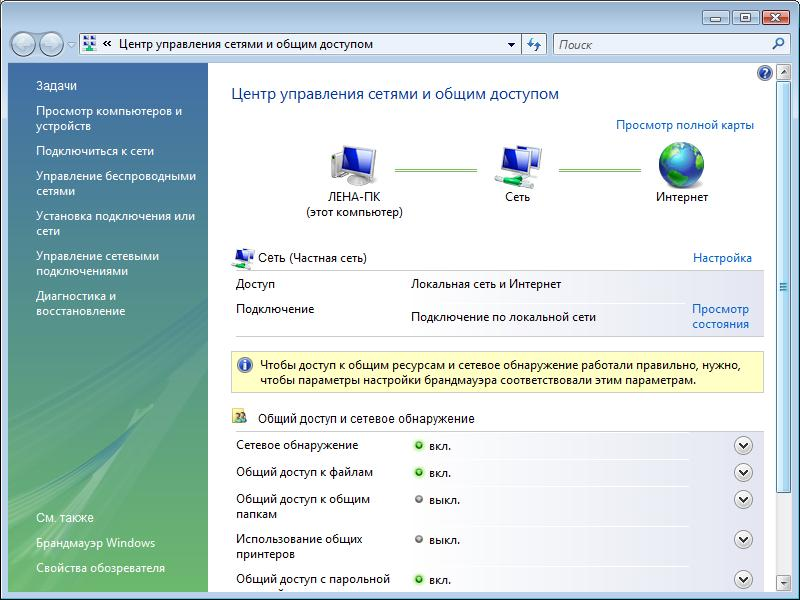 « Центр управления сетями и общим доступом
Поиск
Задачи
Просмотр компьютеров и
устройств
Подключиться к сети
Управление беспроводными
сетями
Установка подключения или
сети
Управление сетевыми
подключениями
Диагностика и
восстановление
См. также
Брандмауэр Windows
Свойства обозревателя
Центр управления сетями и общим доступом
Просмотр полной карты
ЛЕНА-ПК
(этот компьютер)
Сеть
Интернет
Сеть (Частная сеть)
Настройка
Доступ
Локальная сеть и Интернет
Подключение
Подключение по локальной сети
Просмотр
состояния
Чтобы доступ к общим ресурсам и сетевое обнаружение работали правильно, нужно,
чтобы параметры настройки брандмауэра соответствовали этим параметрам.
Общий доступ и сетевое обнаружение
Сетевое обнаружение
вкл.
Общий доступ к файлам
вкл.
Общий доступ к общим
папкам
выкл.
Использование общих
принтеров
выкл.
Общий доступ с парольной
вкл.